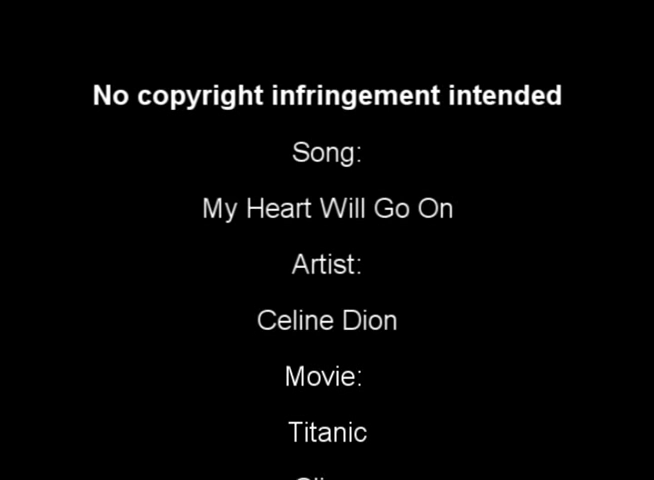 No copyright infringement intended
Song:
My Heart Will Go On
Artist:
Celine Dion
Movie:
Titanic